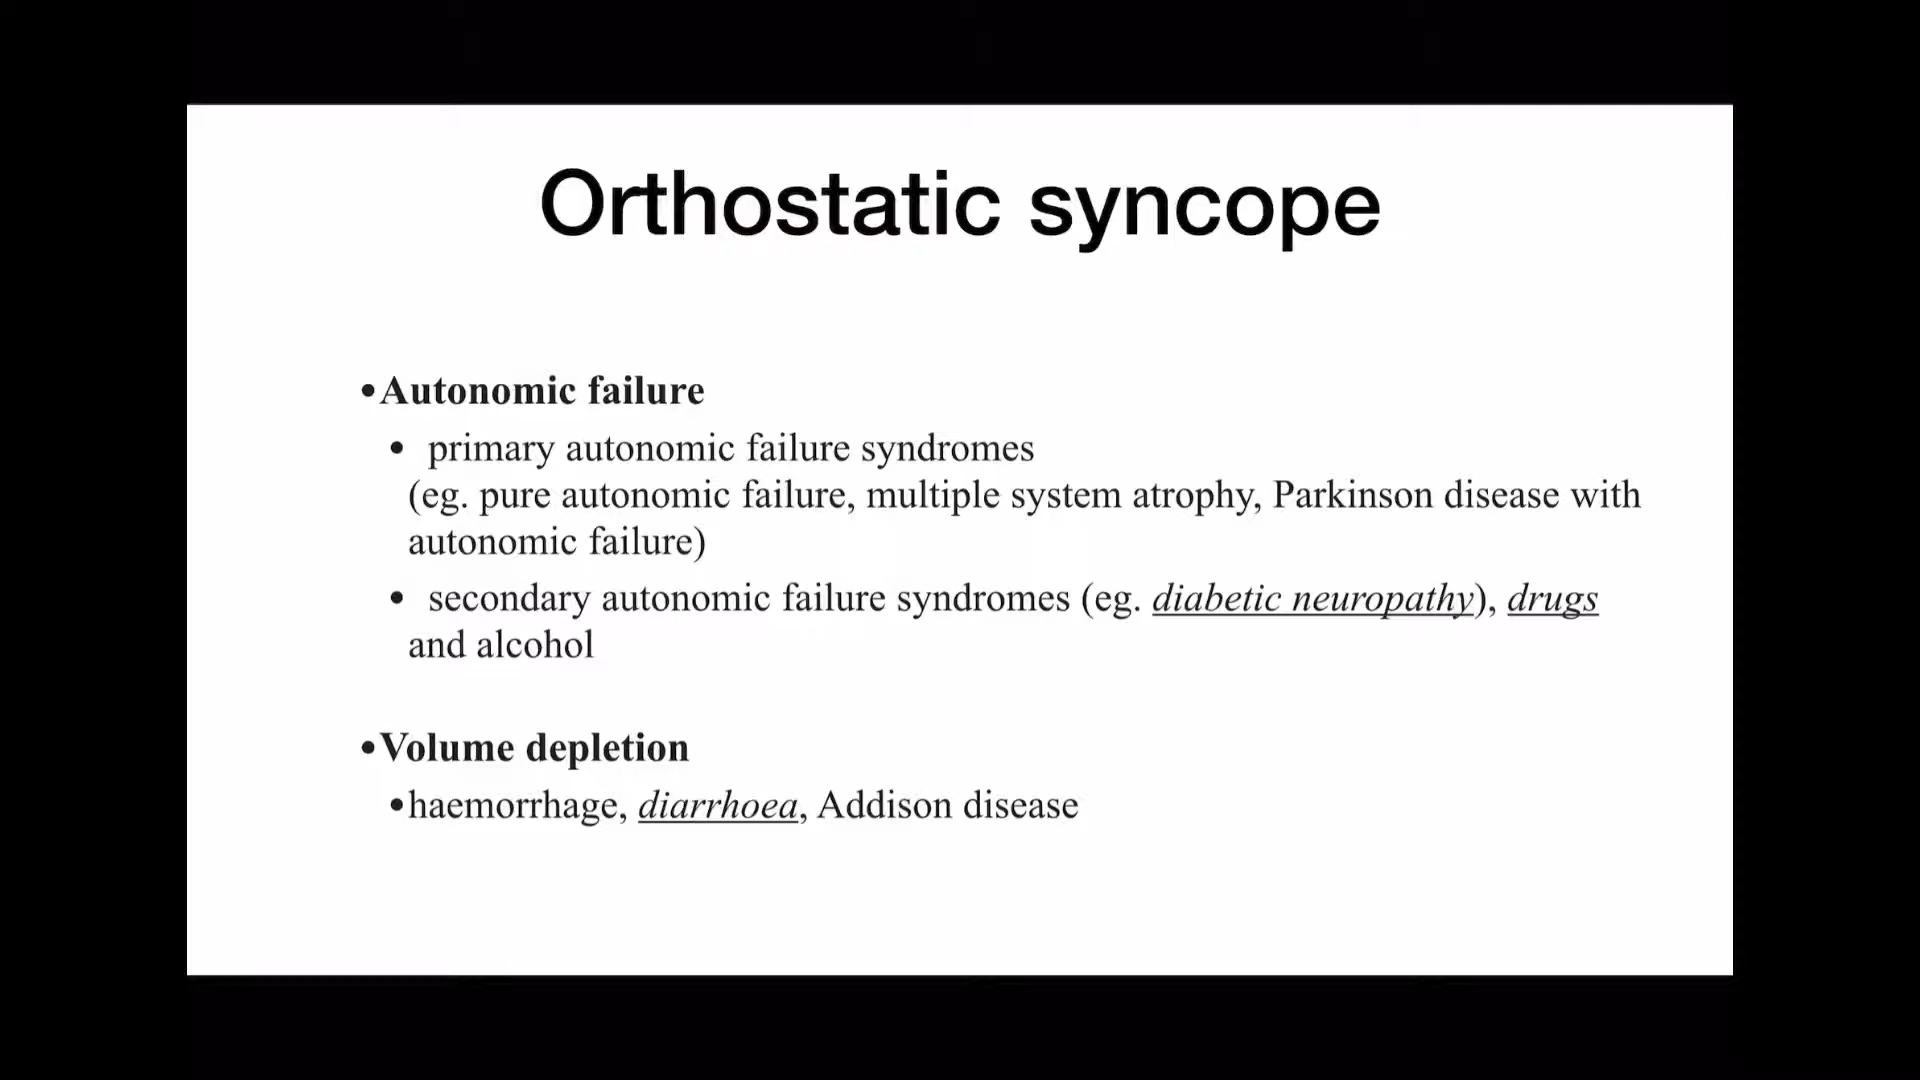 Orthostatic syncope
•Autonomic failure
• primary autonomic failure syndromes
(eg. pure autonomic failure, multiple system atrophy, Parkinson disease with
autonomic failure)
• secondary autonomic failure syndromes (eg. diabetic neuropathy), drugs
and alcohol
•Volume depletion
•haemorrhage, diarrhoea, Addison disease